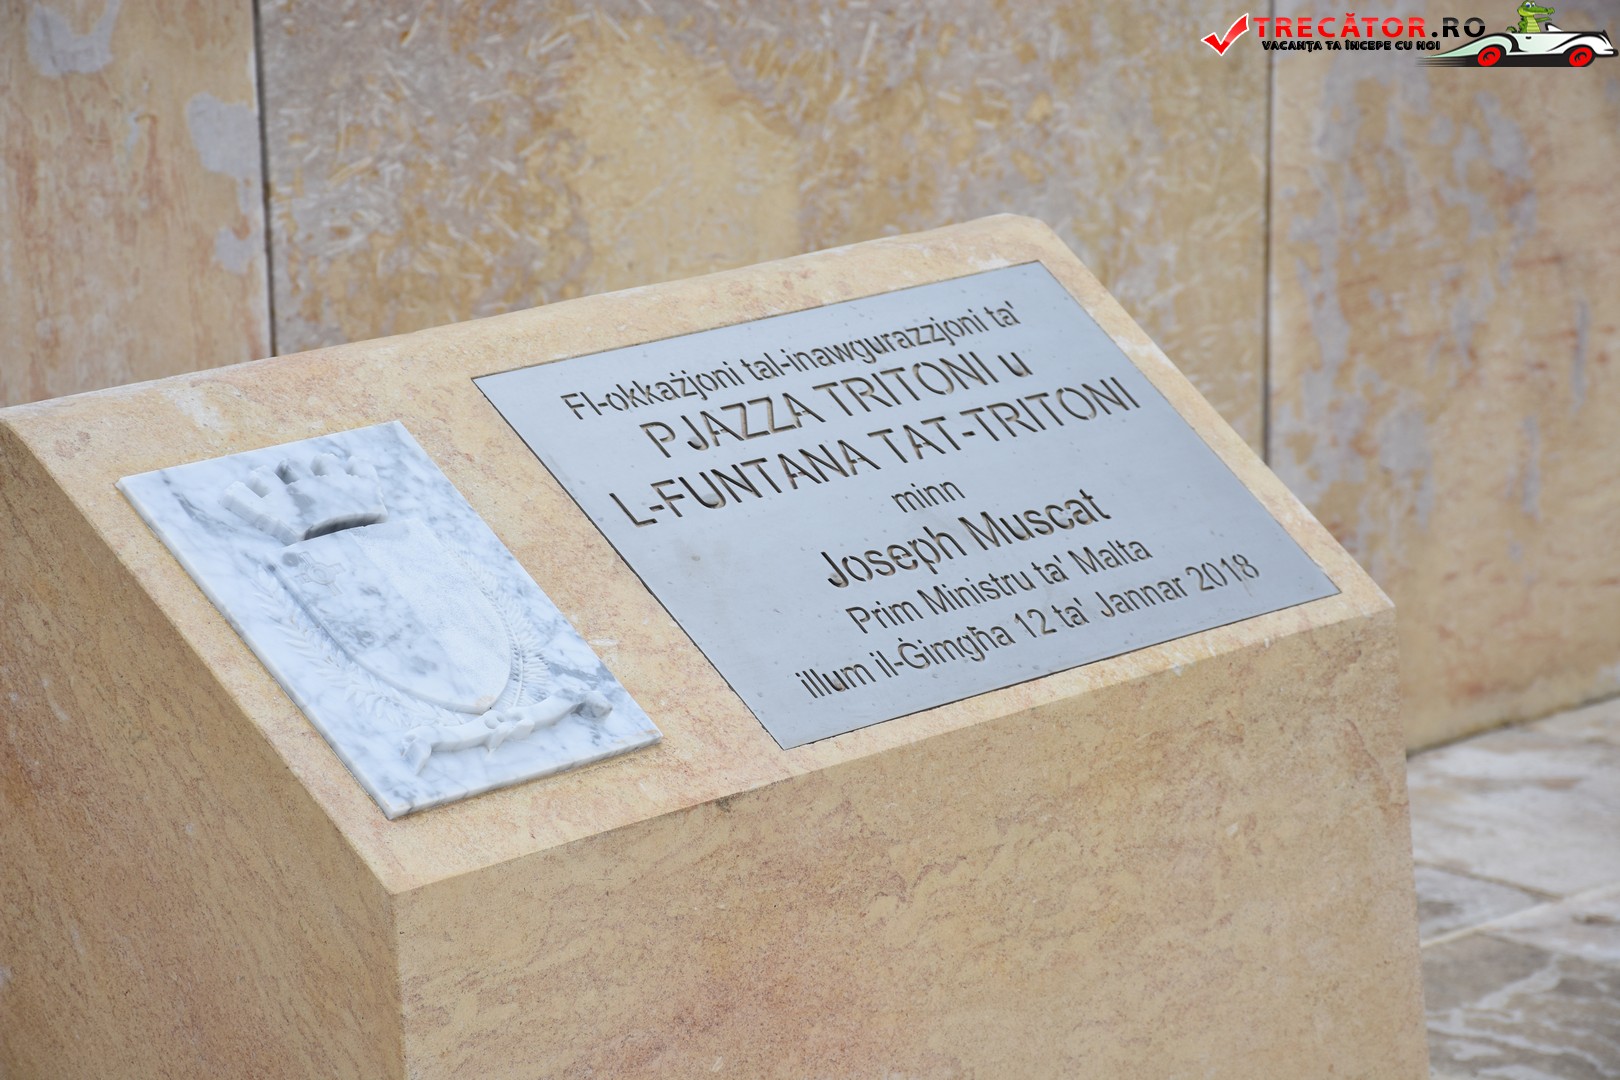 TRECĂTOR.RO
VACANȚA TA ÎNCEPE CU NOI
FI-okkażjoni tal-inawgurazzjoni ta'
PJAZZA TRITONI u
L-FUNTANA TAT-TRITONI
minn
Joseph Muscat
Prim Ministru ta' Malta
illum il-Ġimgħa 12 ta' Jannar 2018